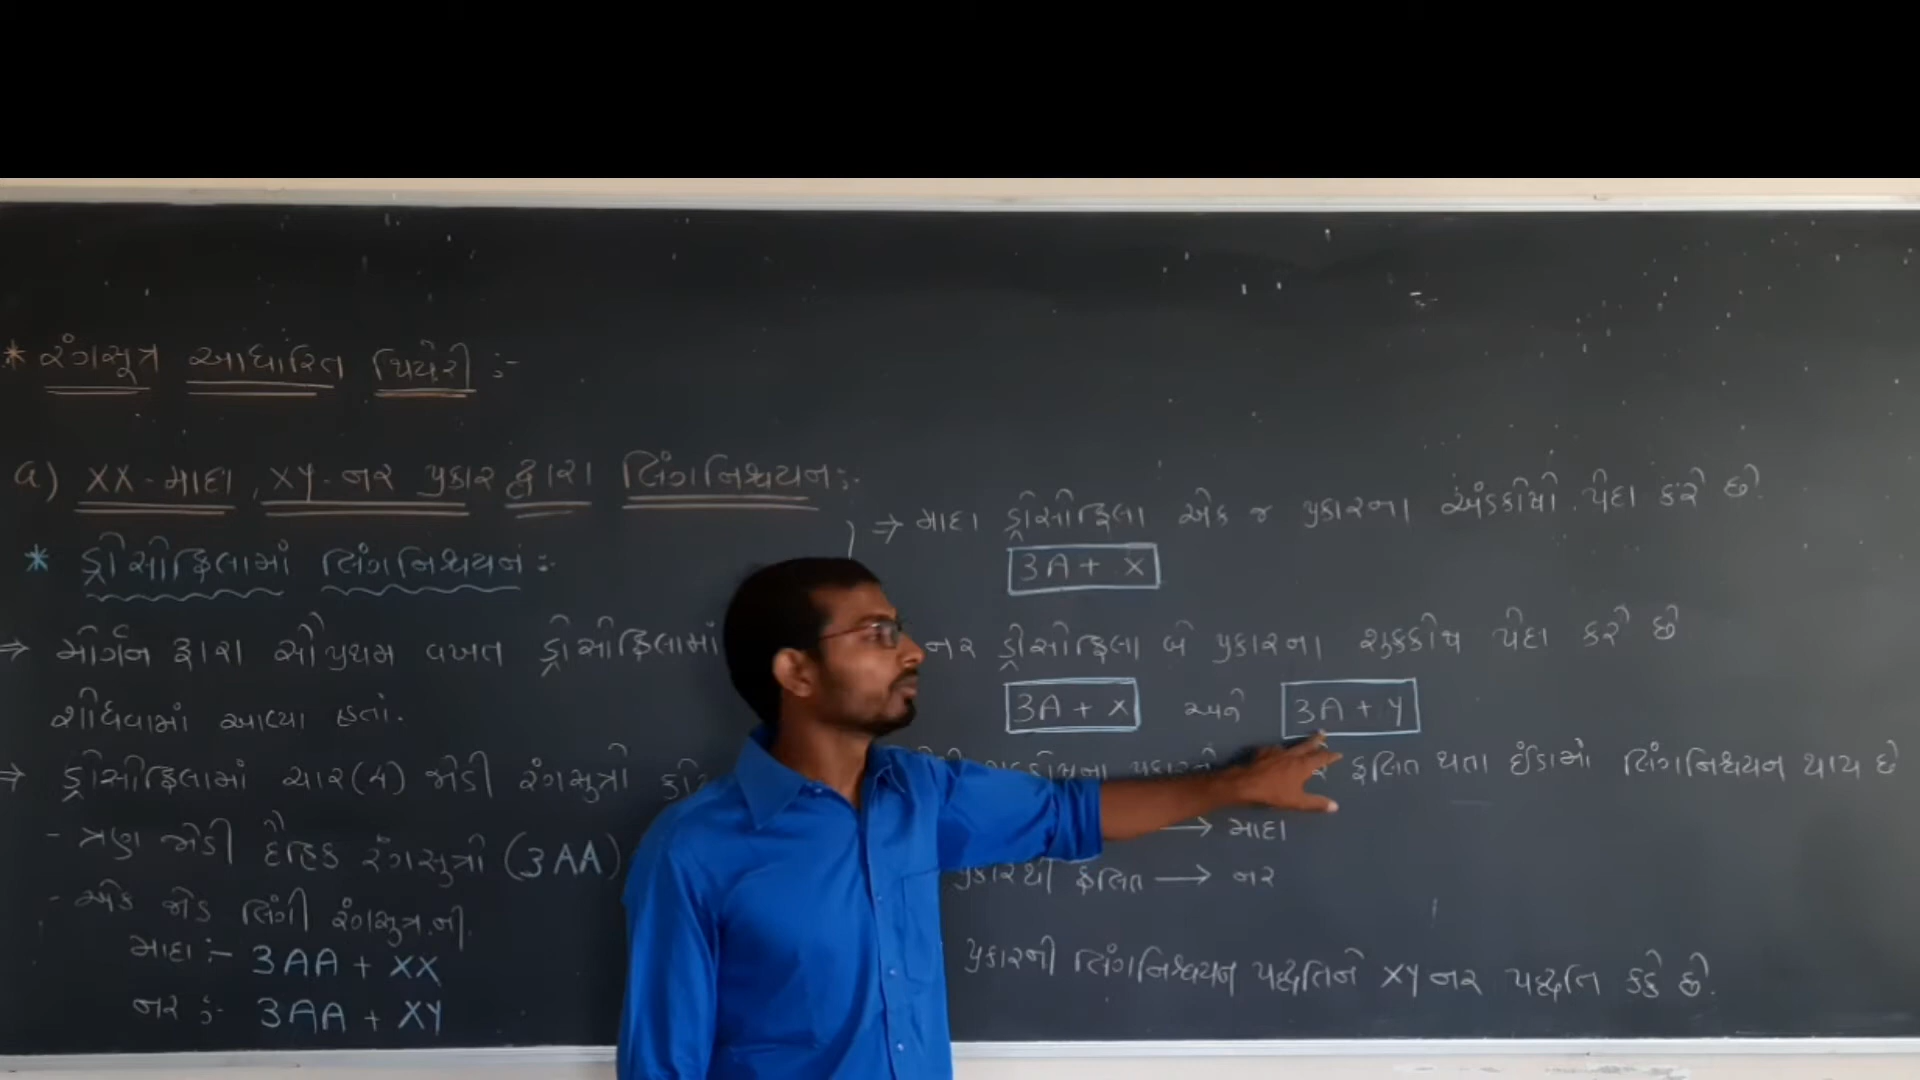 * રંગસૂત્ર આધારિત થિયેરી :-
a) XX-માદા, XY-નર પ્રકાર દ્વારા લિંગનિશ્ચયન :-
* ડ્રોસોફિલામાં લિંગનિશ્ચયન :-
⇒ મોર્ગન દ્વારા સૌપ્રથમ વખત ડ્રોસોફિલામાં
શોધવામાં આવ્યા હતાં.
⇒ ડ્રોસોફિલામાં ચાર(4) જોડી રંગસુત્રો
- ત્રણ જોડી દૈહિક રંગસુત્રો (3AA)
- એક જોડ લિંગી રંગસુત્ર ની.
માદા :- 3AA + XX
નર :- 3AA + XY
⇒ માદા ડ્રોસોફિલા એક જ પ્રકારના અંડકોષો પેદા કરે છે.
3A + X
નર ડ્રોસોફિલા બે પ્રકારના શુક્રકોષ પેદા કરે છે
3A + X અને 3A + Y
ફલિત થતા ઈંડામાં લિંગનિશ્ચયન થાય છે
→ માદા
પ્રકારથી ફલિત → નર
પ્રકારની લિંગનિશ્ચયન પદ્ધતિને XY નર પદ્ધતિ કહે છે.